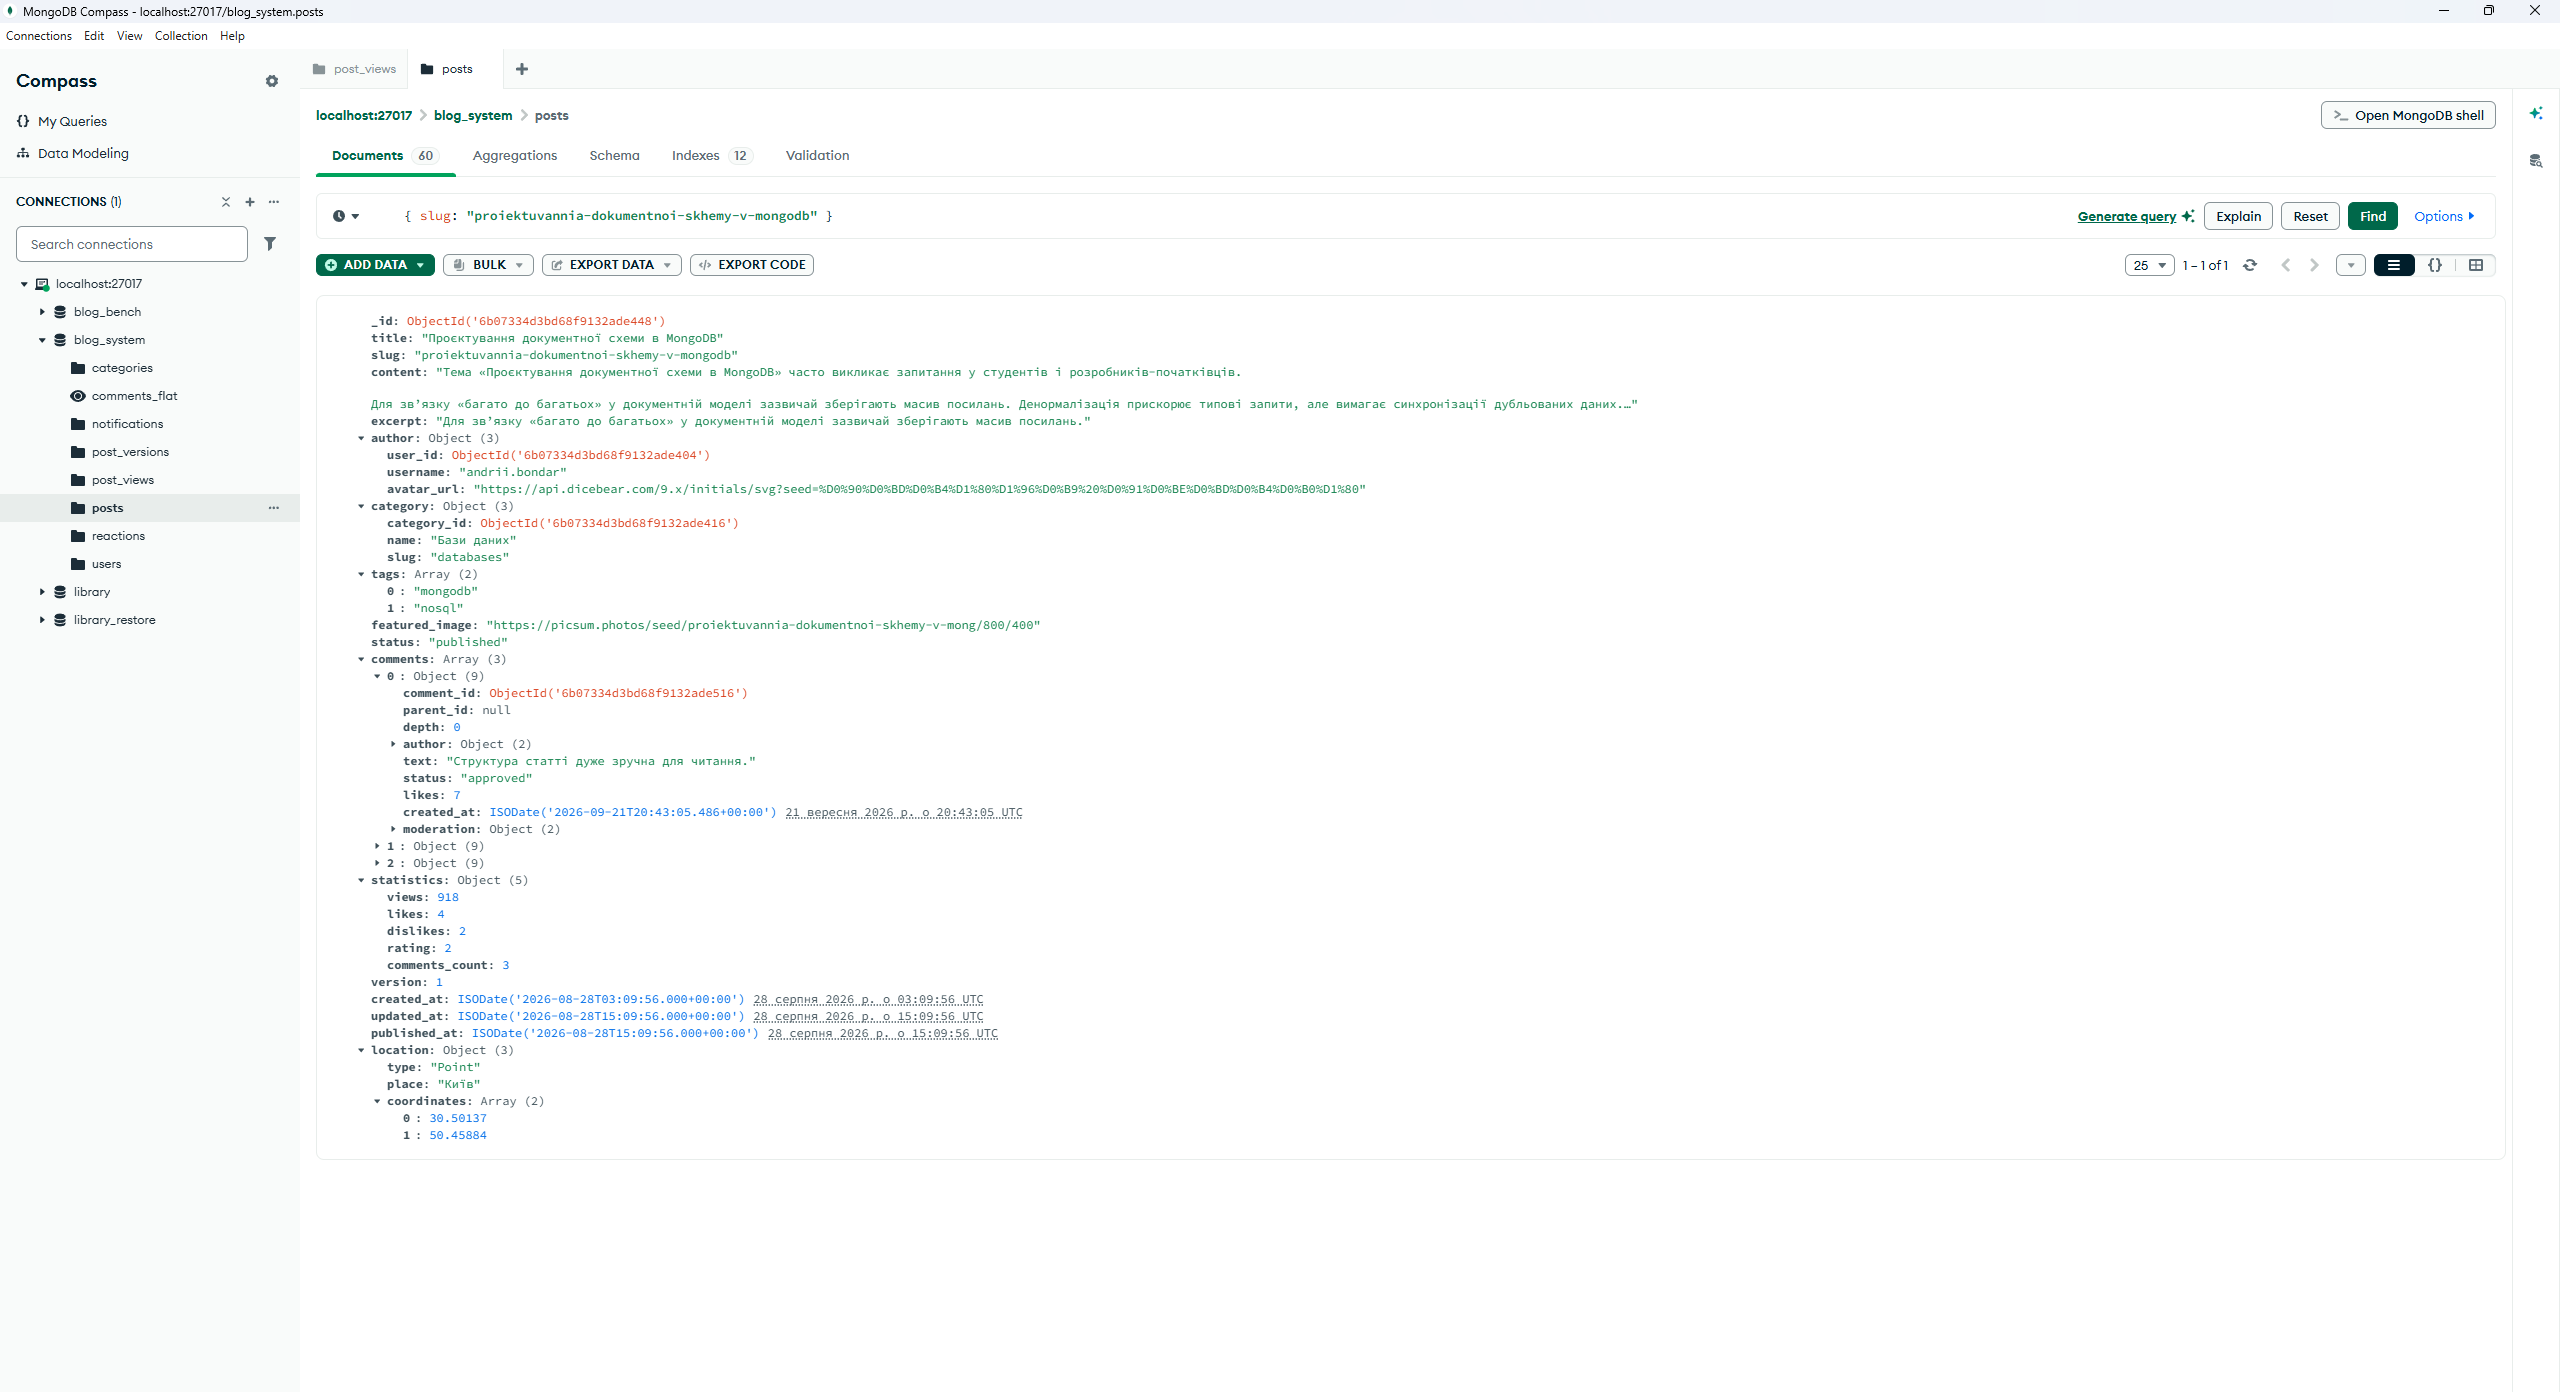 MongoDB Compass - localhost:27017/blog_system.posts
Connections Edit View Collection Help
Compass
My Queries
Data Modeling
CONNECTIONS (1)
Search connections
localhost:27017
blog_bench
blog_system
categories
comments_flat
notifications
post_versions
post_views
posts
reactions
users
library
library_restore
post_views posts
localhost:27017 > blog_system > posts
>_ Open MongoDB shell
Documents 60 Aggregations Schema Indexes 12 Validation
{ slug: "proiektuvannia-dokumentnoi-skhemy-v-mongodb" }
Generate query Explain Reset Find Options
ADD DATA BULK EXPORT DATA EXPORT CODE
25 1 – 1 of 1
_id: ObjectId('6b07334d3bd68f9132ade448')
title: "Проєктування документної схеми в MongoDB"
slug: "proiektuvannia-dokumentnoi-skhemy-v-mongodb"
content: "Тема «Проєктування документної схеми в MongoDB» часто викликає запитання у студентів і розробників-початківців.
Для зв’язку «багато до багатьох» у документній моделі зазвичай зберігають масив посилань. Денормалізація прискорює типові запити, але вимагає синхронізації дубльованих даних.…"
excerpt: "Для зв’язку «багато до багатьох» у документній моделі зазвичай зберігають масив посилань."
author: Object (3)
user_id: ObjectId('6b07334d3bd68f9132ade404')
username: "andrii.bondar"
avatar_url: "https://api.dicebear.com/9.x/initials/svg?seed=%D0%90%D0%BD%D0%B4%D1%80%D1%96%D0%B9%20%D0%91%D0%BE%D0%BD%D0%B4%D0%B0%D1%80"
category: Object (3)
category_id: ObjectId('6b07334d3bd68f9132ade416')
name: "Бази даних"
slug: "databases"
tags: Array (2)
0 : "mongodb"
1 : "nosql"
featured_image: "https://picsum.photos/seed/proiektuvannia-dokumentnoi-skhemy-v-mong/800/400"
status: "published"
comments: Array (3)
0 : Object (9)
comment_id: ObjectId('6b07334d3bd68f9132ade516')
parent_id: null
depth: 0
author: Object (2)
text: "Структура статті дуже зручна для читання."
status: "approved"
likes: 7
created_at: ISODate('2026-09-21T20:43:05.486+00:00') 21 вересня 2026 р. о 20:43:05 UTC
moderation: Object (2)
1 : Object (9)
2 : Object (9)
statistics: Object (5)
views: 918
likes: 4
dislikes: 2
rating: 2
comments_count: 3
version: 1
created_at: ISODate('2026-08-28T03:09:56.000+00:00') 28 серпня 2026 р. о 03:09:56 UTC
updated_at: ISODate('2026-08-28T15:09:56.000+00:00') 28 серпня 2026 р. о 15:09:56 UTC
published_at: ISODate('2026-08-28T15:09:56.000+00:00') 28 серпня 2026 р. о 15:09:56 UTC
location: Object (3)
type: "Point"
place: "Київ"
coordinates: Array (2)
0 : 30.50137
1 : 50.45884